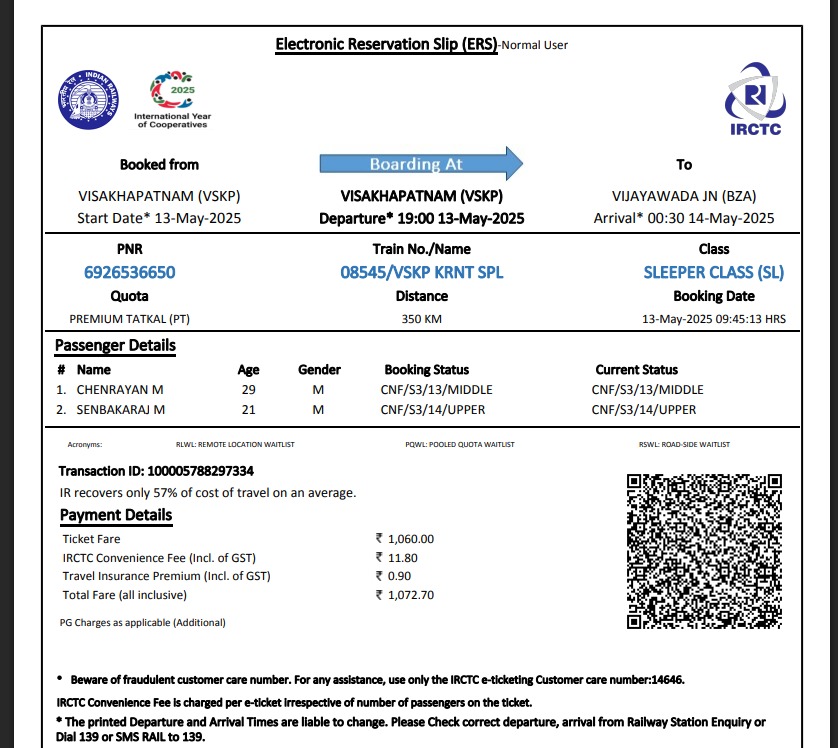 Electronic Reservation Slip (ERS)-Normal User
भारतीय रेल INDIAN RAILWAYS
2025
International Year
of Cooperatives
IRCTC
Booked from Boarding At To
VISAKHAPATNAM (VSKP) VISAKHAPATNAM (VSKP) VIJAYAWADA JN (BZA)
Start Date* 13-May-2025 Departure* 19:00 13-May-2025 Arrival* 00:30 14-May-2025
PNR Train No./Name Class
6926536650 08545/VSKP KRNT SPL SLEEPER CLASS (SL)
Quota Distance Booking Date
PREMIUM TATKAL (PT) 350 KM 13-May-2025 09:45:13 HRS
Passenger Details
# Name Age Gender Booking Status Current Status
1. CHENRAYAN M 29 M CNF/S3/13/MIDDLE CNF/S3/13/MIDDLE
2. SENBAKARAJ M 21 M CNF/S3/14/UPPER CNF/S3/14/UPPER
Acronyms: RLWL: REMOTE LOCATION WAITLIST PQWL: POOLED QUOTA WAITLIST RSWL: ROAD-SIDE WAITLIST
Transaction ID: 100005788297334
IR recovers only 57% of cost of travel on an average.
Payment Details
Ticket Fare ₹ 1,060.00
IRCTC Convenience Fee (Incl. of GST) ₹ 11.80
Travel Insurance Premium (Incl. of GST) ₹ 0.90
Total Fare (all inclusive) ₹ 1,072.70
PG Charges as applicable (Additional)
* Beware of fraudulent customer care number. For any assistance, use only the IRCTC e-ticketing Customer care number:14646.
IRCTC Convenience Fee is charged per e-ticket irrespective of number of passengers on the ticket.
* The printed Departure and Arrival Times are liable to change. Please Check correct departure, arrival from Railway Station Enquiry or
Dial 139 or SMS RAIL to 139.